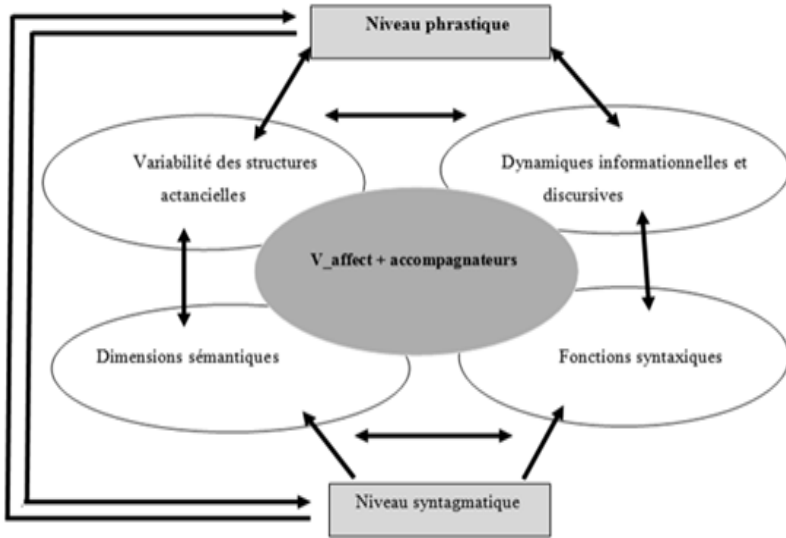 Niveau phrastique
Variabilité des structures
actancielles
Dynamiques informationnelles et
discursives
V_affect + accompagnateurs
Dimensions sémantiques
Fonctions syntaxiques
Niveau syntagmatique